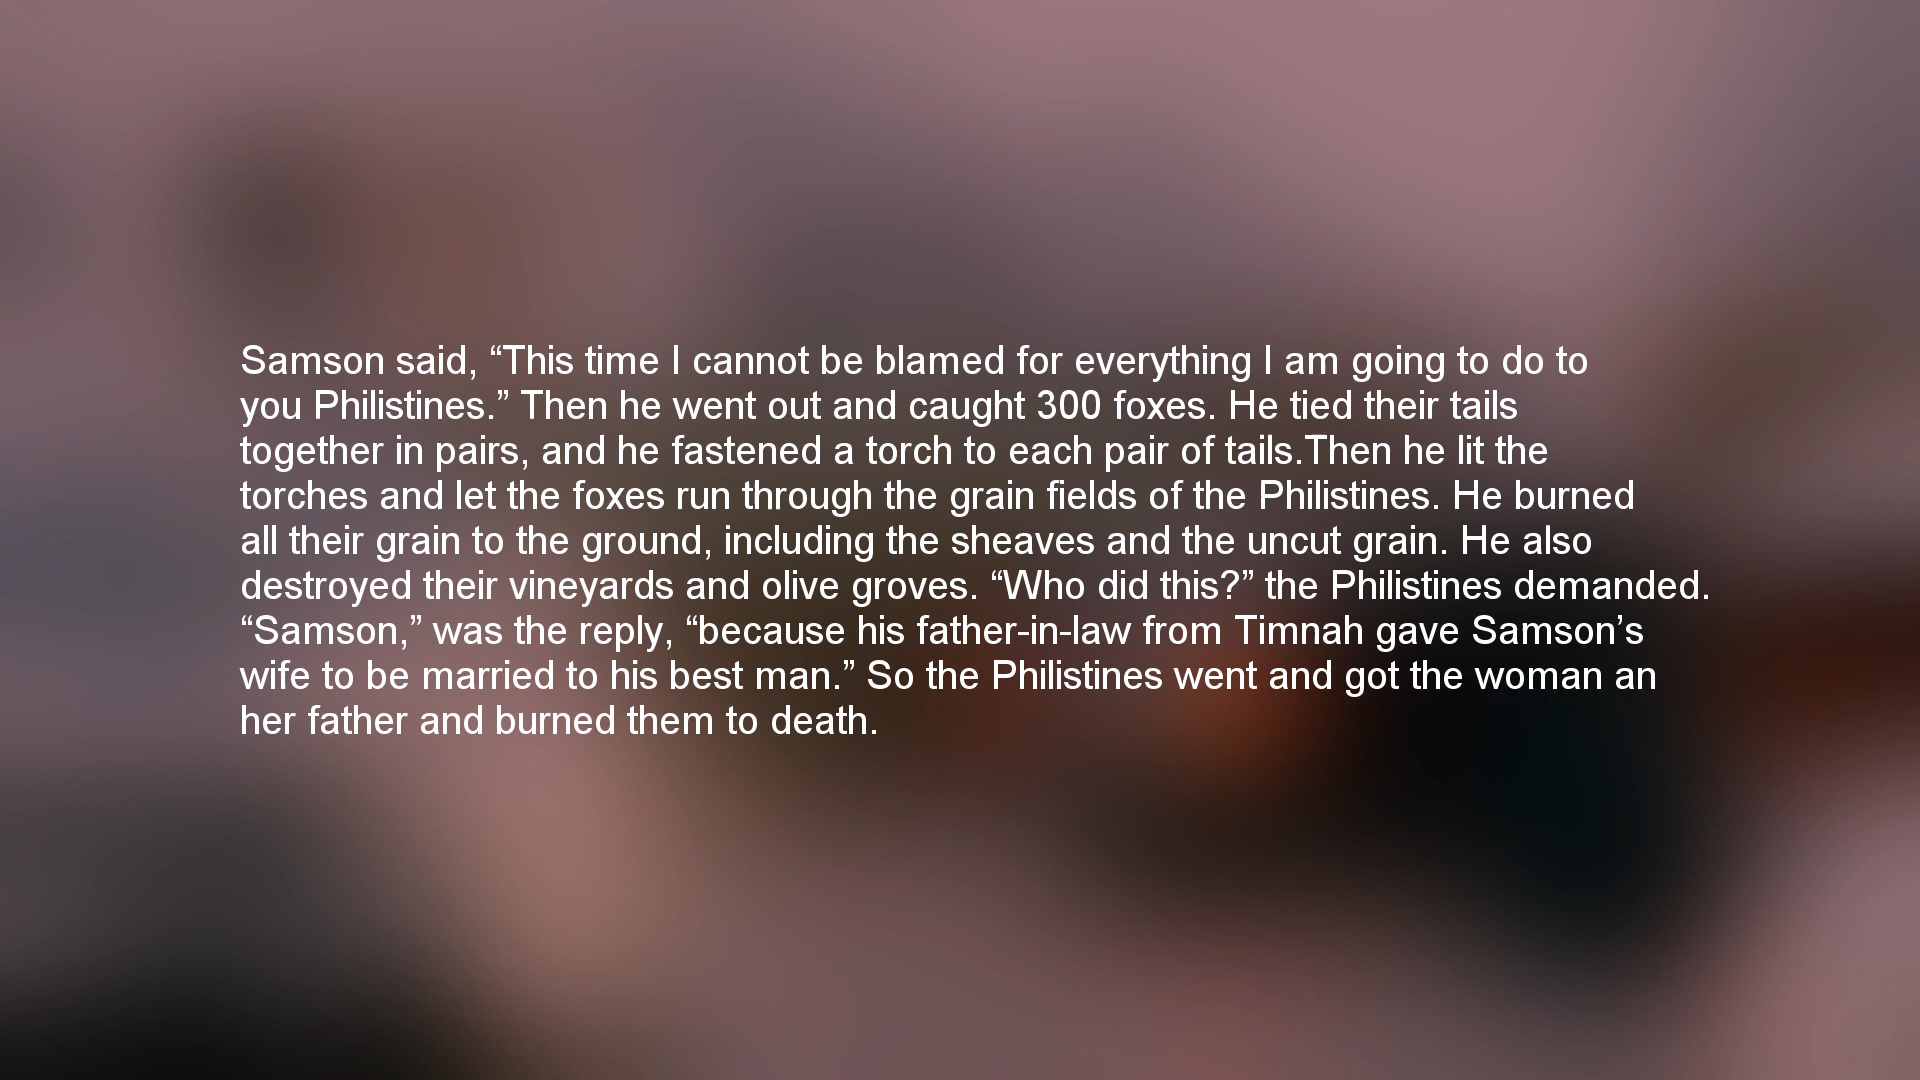 Samson said, “This time I cannot be blamed for everything I am going to do to
you Philistines.” Then he went out and caught 300 foxes. He tied their tails
together in pairs, and he fastened a torch to each pair of tails.Then he lit the
torches and let the foxes run through the grain fields of the Philistines. He burned
all their grain to the ground, including the sheaves and the uncut grain. He also
destroyed their vineyards and olive groves. “Who did this?” the Philistines demanded.
“Samson,” was the reply, “because his father-in-law from Timnah gave Samson’s
wife to be married to his best man.” So the Philistines went and got the woman an
her father and burned them to death.